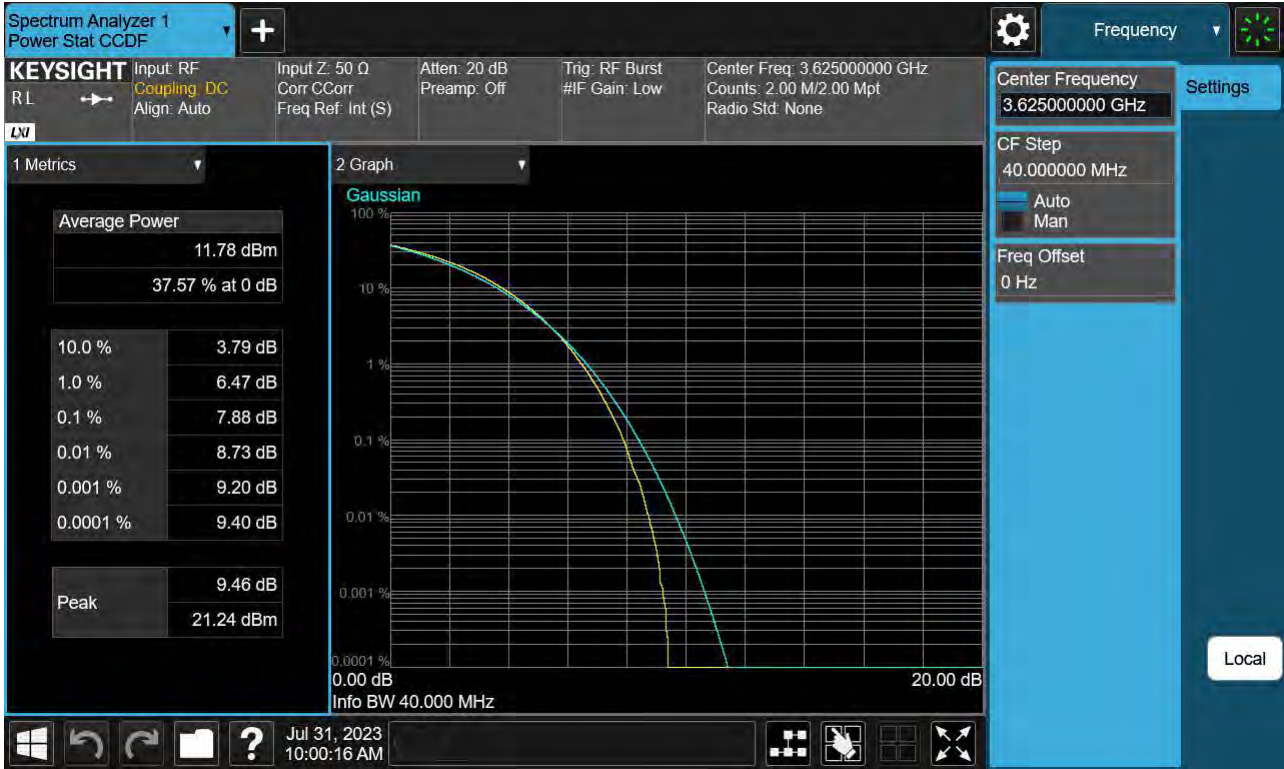 Spectrum Analyzer 1
Power Stat CCDF
+
Frequency
KEYSIGHT
RL
LXI
Input: RF
Coupling: DC
Align: Auto
Input Z: 50 Ω
Corr CCorr
Freq Ref: Int (S)
Atten: 20 dB
Preamp: Off
Trig: RF Burst
#IF Gain: Low
Center Freq: 3.625000000 GHz
Counts: 2.00 M/2.00 Mpt
Radio Std: None
1 Metrics
Average Power
11.78 dBm
37.57 % at 0 dB
10.0 % 3.79 dB
1.0 % 6.47 dB
0.1 % 7.88 dB
0.01 % 8.73 dB
0.001 % 9.20 dB
0.0001 % 9.40 dB
Peak
9.46 dB
21.24 dBm
2 Graph
Gaussian
100 %
10 %
1 %
0.1 %
0.01 %
0.001 %
0.0001 %
0.00 dB 20.00 dB
Info BW 40.000 MHz
Center Frequency
3.625000000 GHz
CF Step
40.000000 MHz
Auto
Man
Freq Offset
0 Hz
Settings
Local
?
Jul 31, 2023
10:00:16 AM